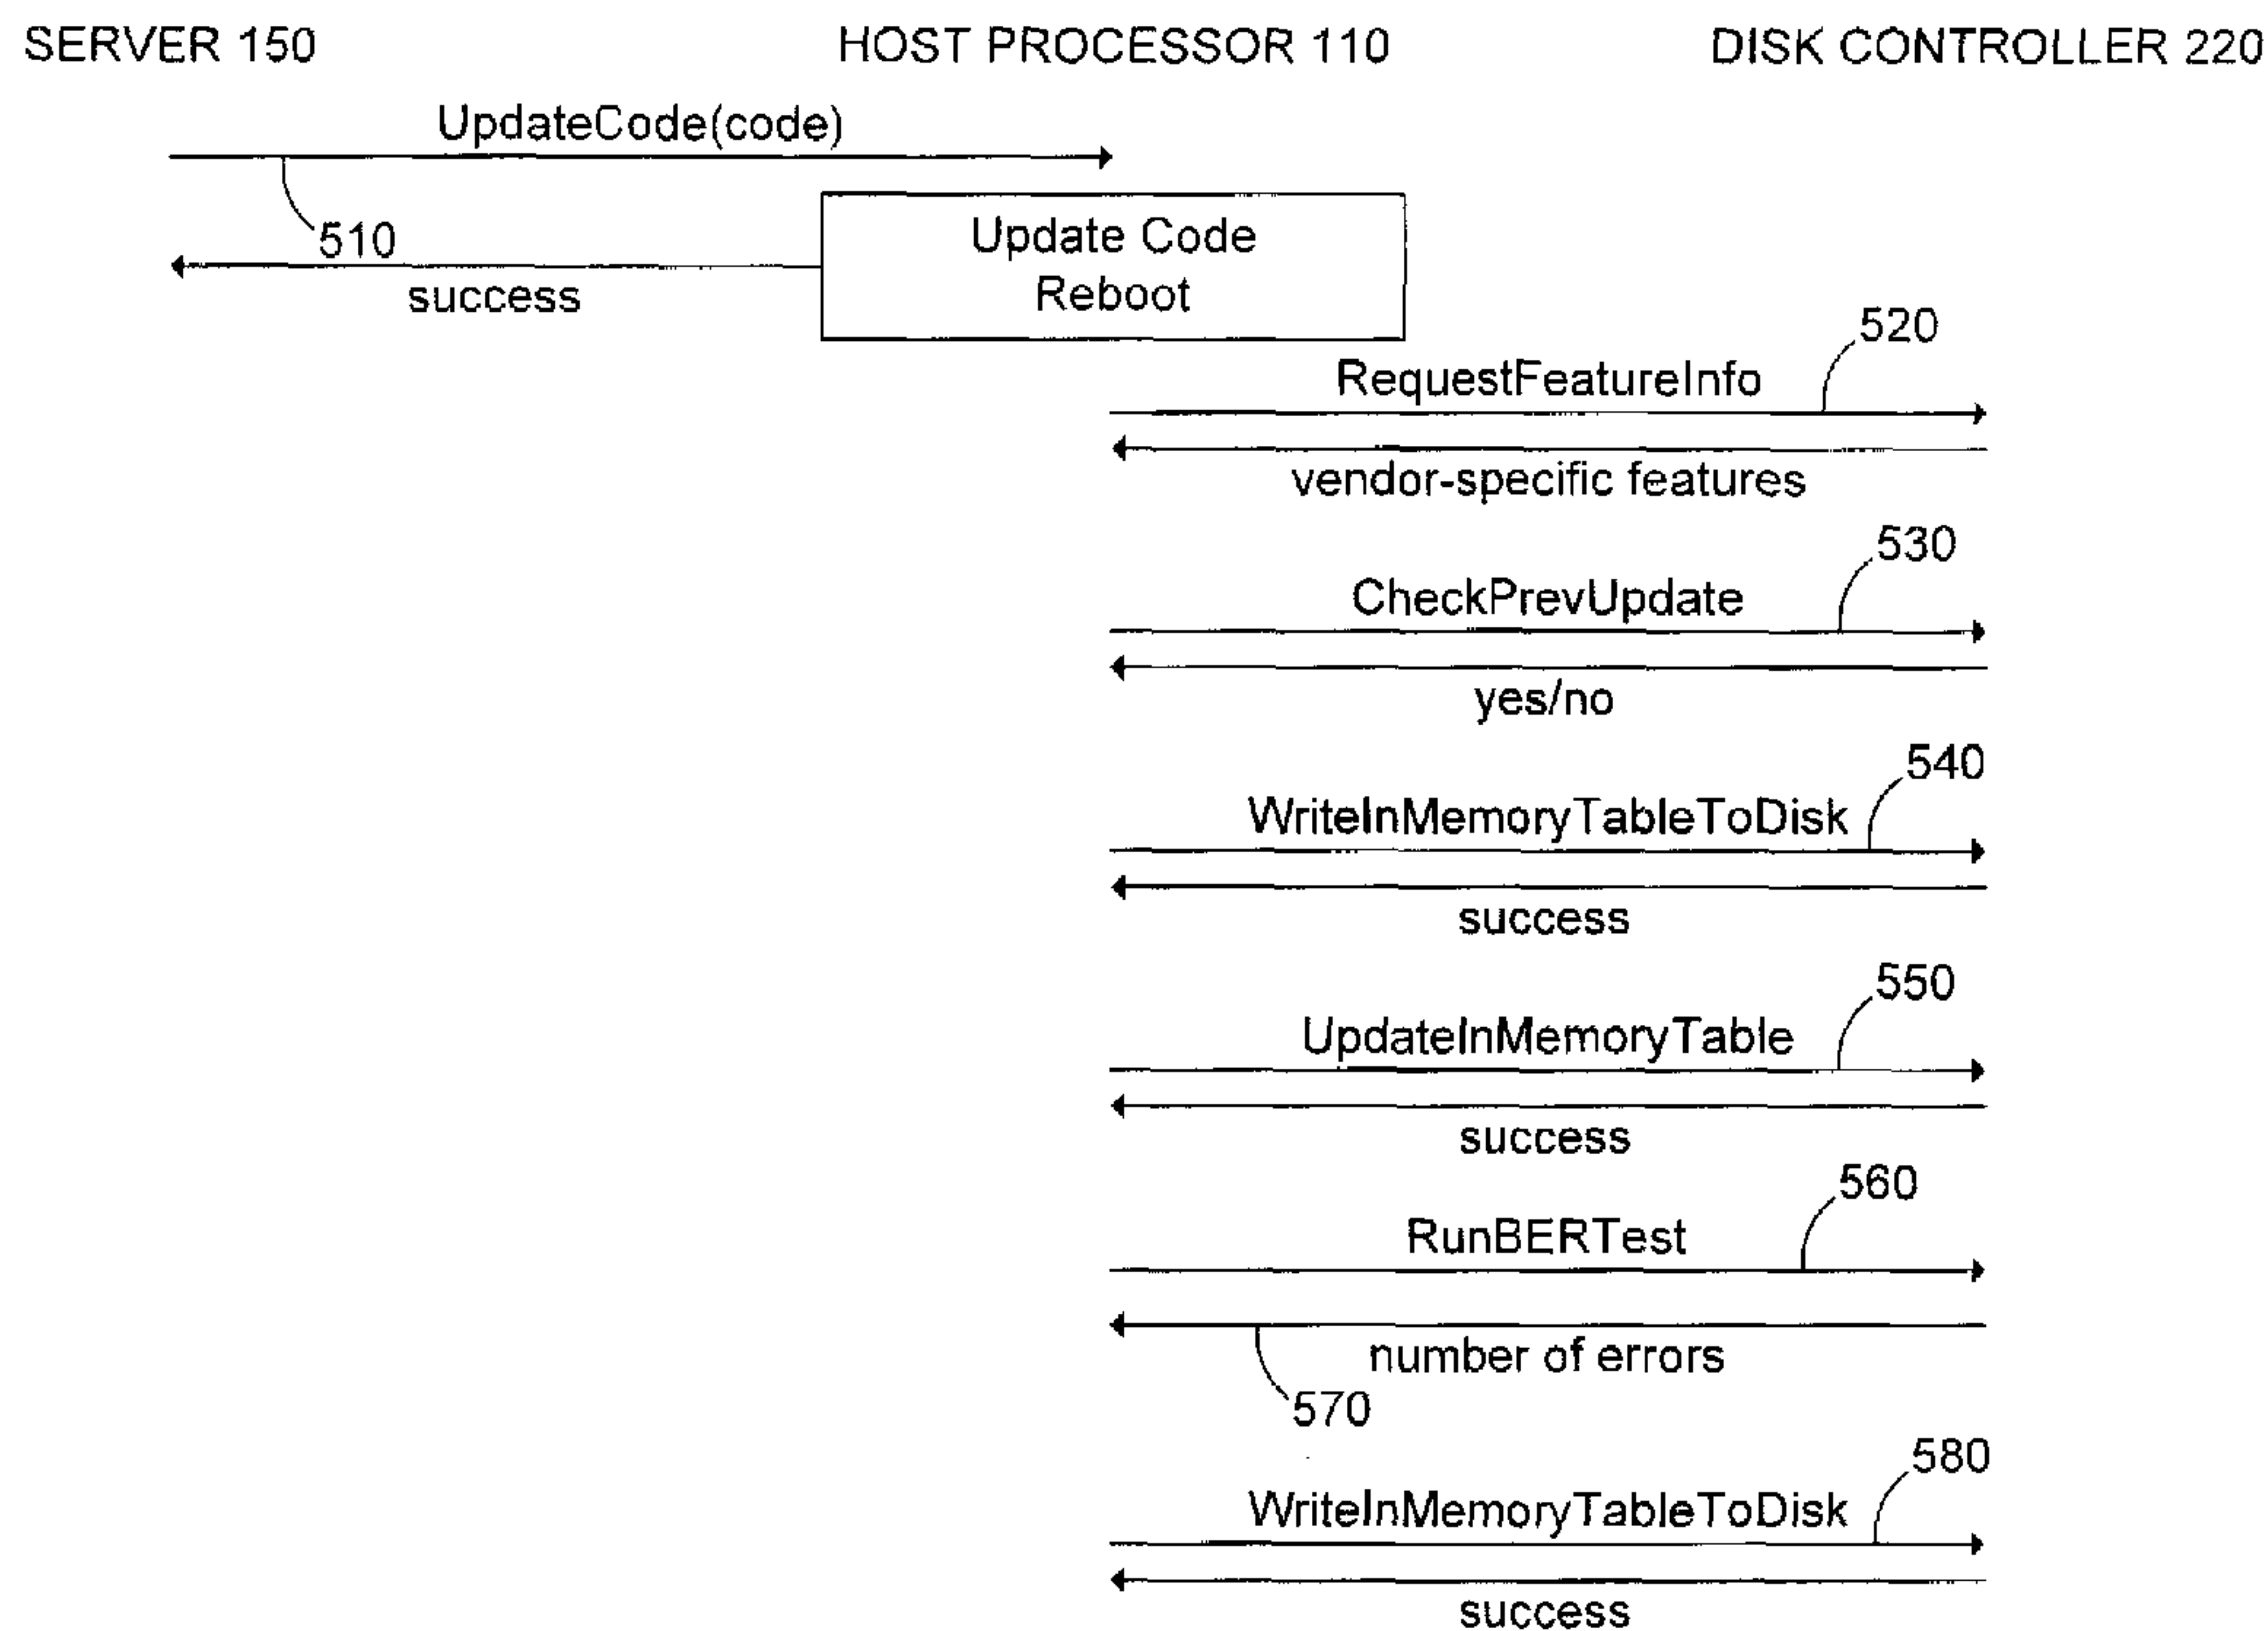 SERVER 150 HOST PROCESSOR 110 DISK CONTROLLER 220
UpdateCode(code)
510
Update Code
Reboot
success
520
RequestFeatureInfo
vendor-specific features
530
CheckPrevUpdate
yes/no
540
WriteInMemoryTableToDisk
success
550
UpdateInMemoryTable
success
560
RunBERTest
number of errors
570
580
WriteInMemoryTableToDisk
success